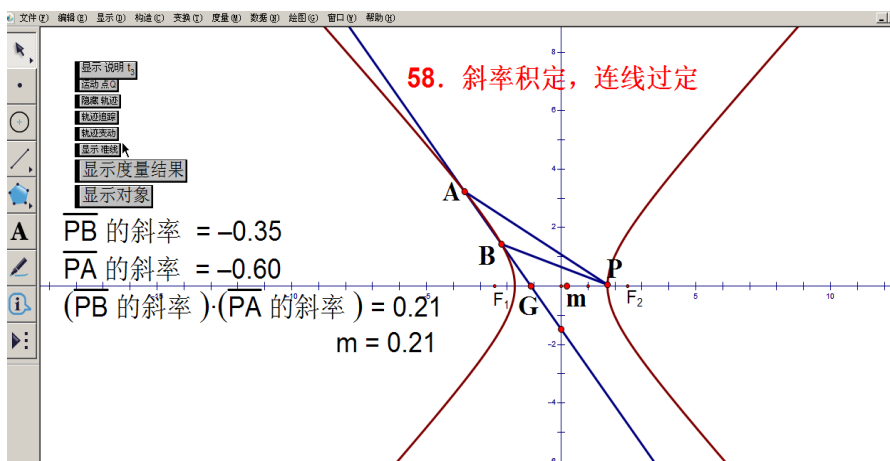 文件(F) 编辑(E) 显示(D) 构造(C) 变换(T) 度量(M) 数据(N) 绘图(G) 窗口(W) 帮助(H)
58. 斜率积定，连线过定
显示 说明 t₃
运动 点Q
隐藏 轨迹
轨迹追踪
轨迹变动
显示 准线
显示度量结果
显示对象
A
B
P
G
m
F₁
F₂
PB 的斜率 = –0.35
PA 的斜率 = –0.60
(PB 的斜率)·(PA 的斜率) = 0.21
m = 0.21
8
6
4
2
-2
-4
-10
-5
5
10
A